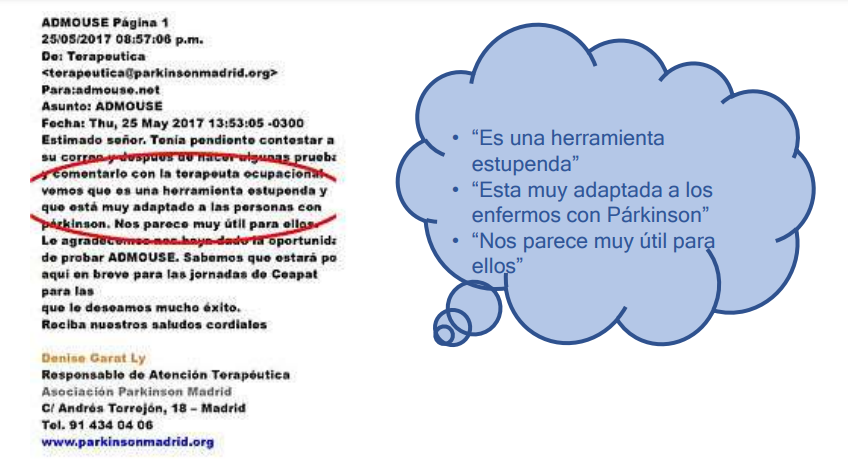 ADMOUSE Página 1
25/05/2017 08:57:06 p.m.
De: Terapeutica
<terapeutica@parkinsonmadrid.org>
Para:admouse.net
Asunto: ADMOUSE
Fecha: Thu, 25 May 2017 13:53:05 -0300
Estimado señor. Tenía pendiente contestar a
su correo y después de hacer algunas prueba
y comentarlo con la terapeuta ocupacional
vemos que es una herramienta estupenda y
que está muy adaptado a las personas con
párkinson. Nos parece muy útil para ellos.
Le agradecemos nos haya dado la oportunida
de probar ADMOUSE. Sabemos que estará po
aquí en breve para las jornadas de Ceapat
para las
que le deseamos mucho éxito.
Reciba nuestros saludos cordiales
Denise Garat Ly
Responsable de Atención Terapéutica
Asociación Parkinson Madrid
C/ Andrés Torrejón, 18 – Madrid
Tel. 91 434 04 06
www.parkinsonmadrid.org
• “Es una herramienta
estupenda”
• “Esta muy adaptada a los
enfermos con Párkinson”
• “Nos parece muy útil para
ellos”